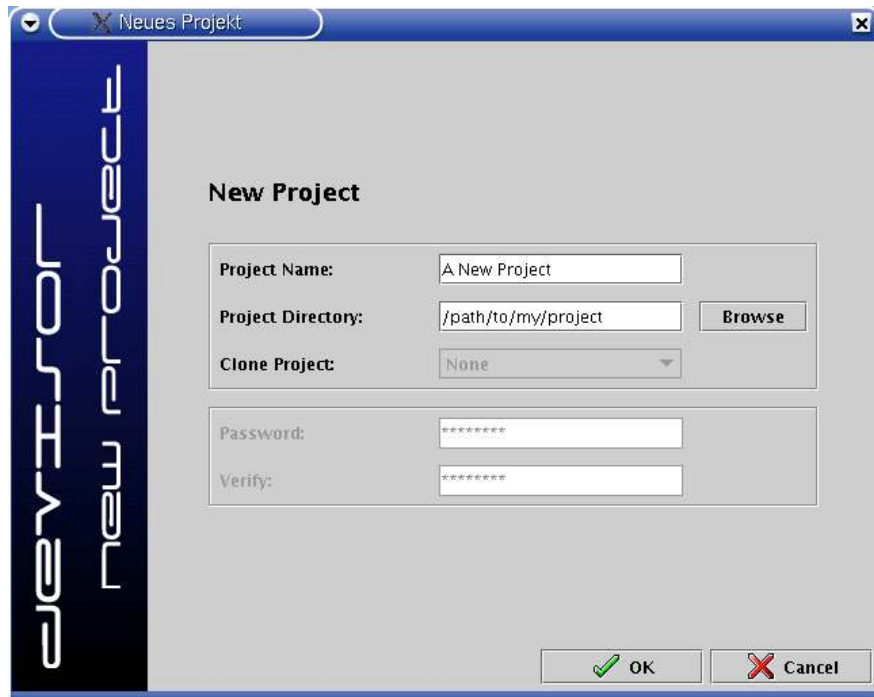 Neues Projekt
devisor
new project
New Project
Project Name: A New Project
Project Directory: /path/to/my/project Browse
Clone Project: None
Password: ********
Verify: ********
OK Cancel